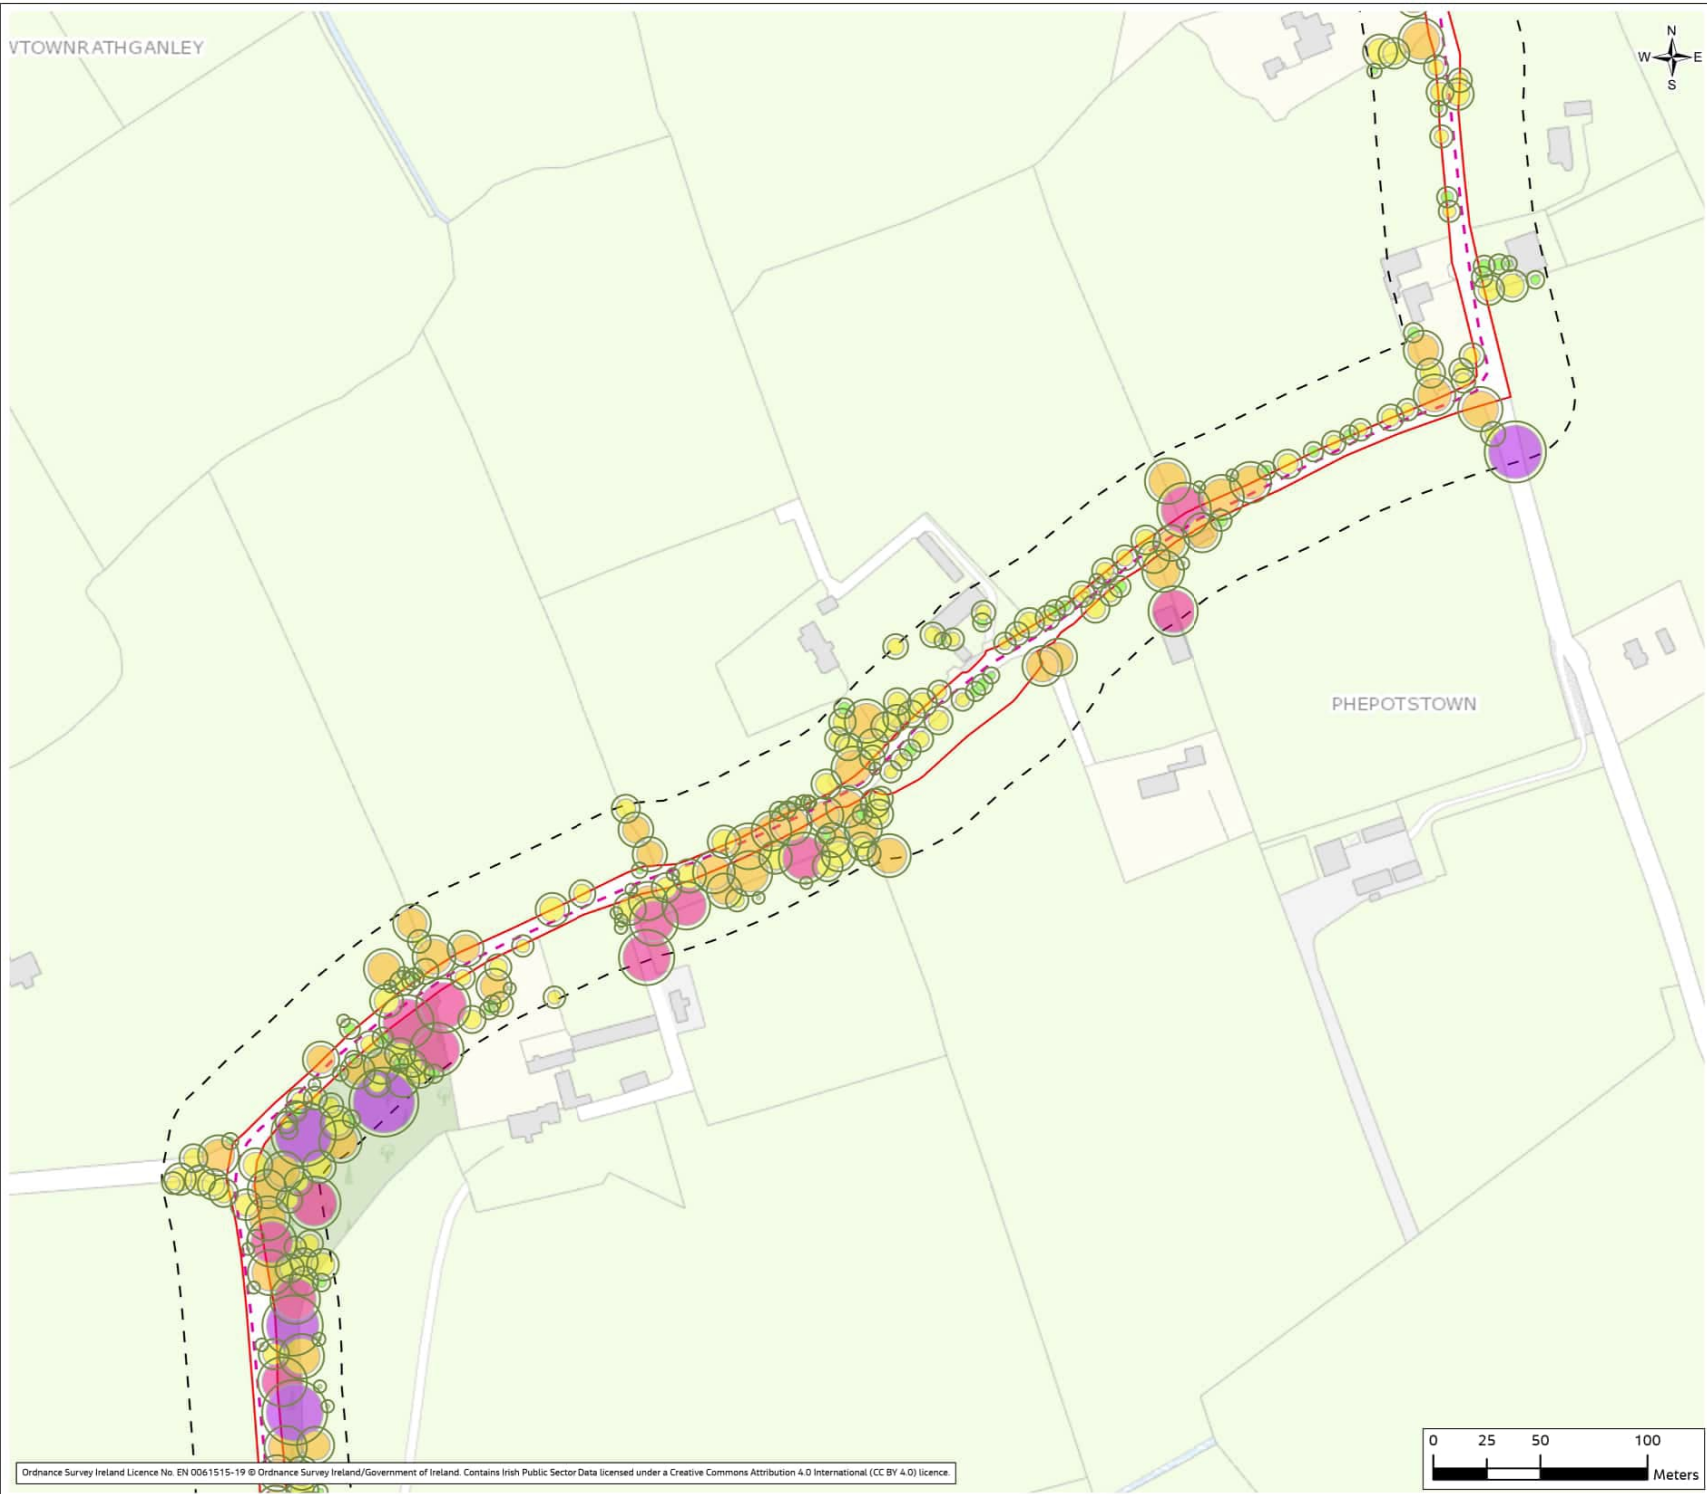 VTOWNRATHGANLEY
N
W E
S
PHEPOTSTOWN
0 25 50 100
Meters
Ordnance Survey Ireland Licence No. EN 0061515-19 © Ordnance Survey Ireland/Government of Ireland. Contains Irish Public Sector Data licensed under a Creative Commons Attribution 4.0 International (CC BY 4.0) licence.